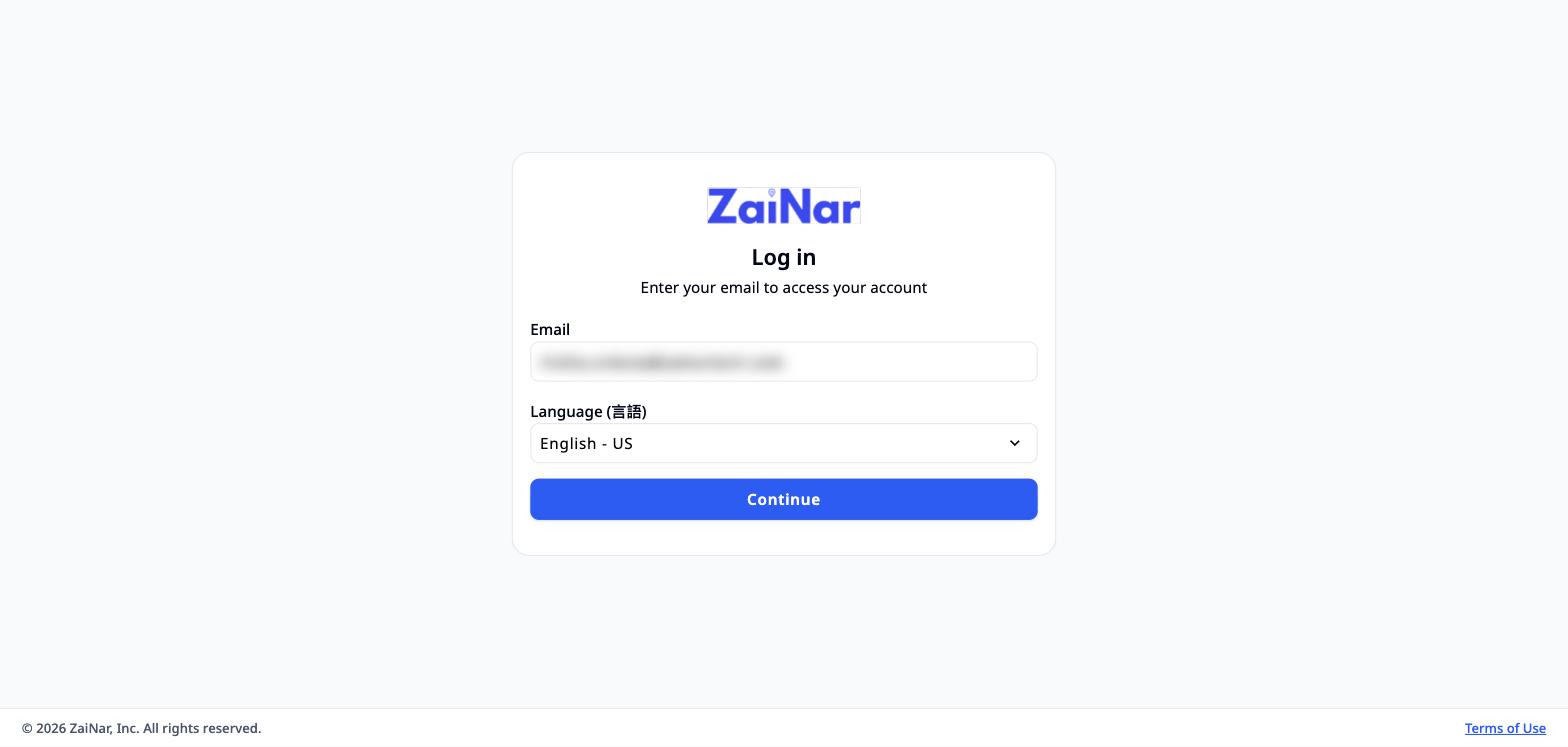 ZaiNar
Log in
Enter your email to access your account
Email
Language (言語)
English - US
Continue
© 2026 ZaiNar, Inc. All rights reserved.
Terms of Use